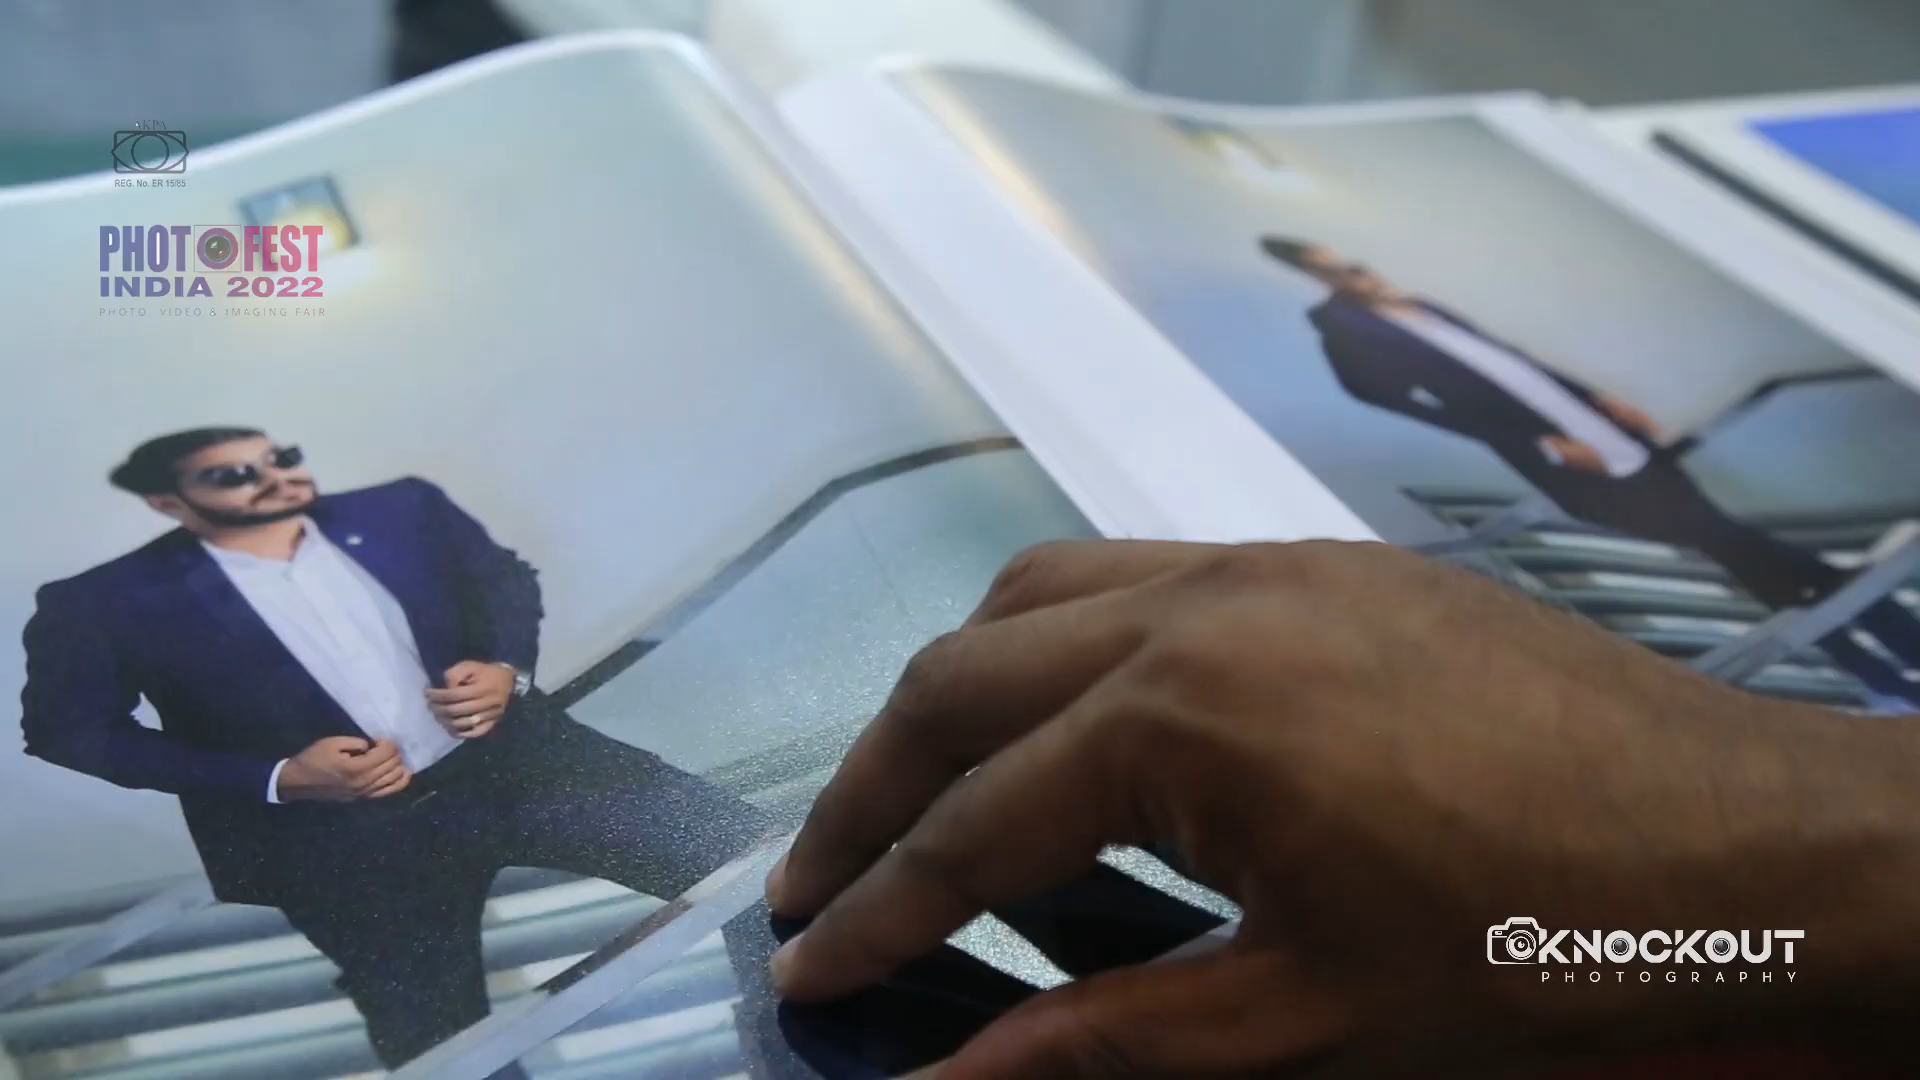 AKPA
REG. No. ER 15/85
PHOTOFEST
INDIA 2022
PHOTO, VIDEO & IMAGING FAIR
KNOCKOUT
PHOTOGRAPHY